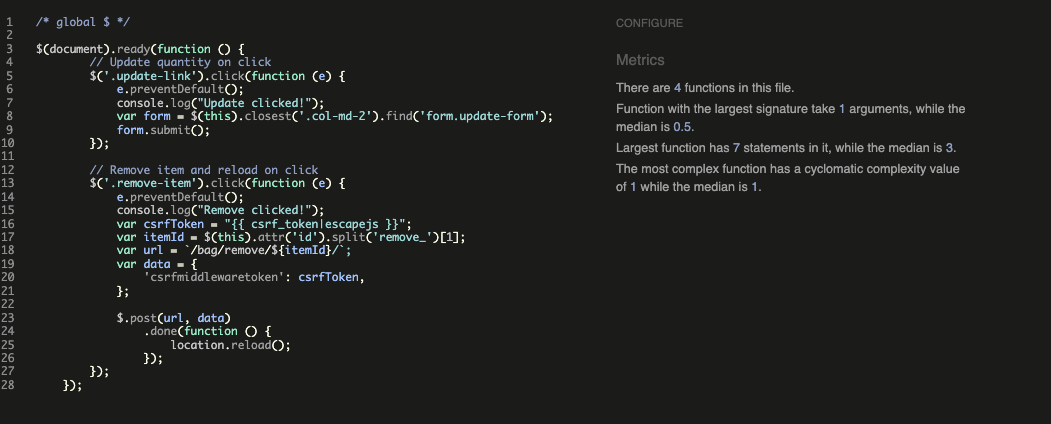 1 /* global $ */
2
3 $(document).ready(function () {
4 // Update quantity on click
5 $('.update-link').click(function (e) {
6 e.preventDefault();
7 console.log("Update clicked!");
8 var form = $(this).closest('.col-md-2').find('form.update-form');
9 form.submit();
10 });
11
12 // Remove item and reload on click
13 $('.remove-item').click(function (e) {
14 e.preventDefault();
15 console.log("Remove clicked!");
16 var csrfToken = "{{ csrf_token|escapejs }}";
17 var itemId = $(this).attr('id').split('remove_')[1];
18 var url = `/bag/remove/${itemId}/`;
19 var data = {
20 'csrfmiddlewaretoken': csrfToken,
21 };
22
23 $.post(url, data)
24 .done(function () {
25 location.reload();
26 });
27 });
28 });
CONFIGURE
Metrics
There are 4 functions in this file.
Function with the largest signature take 1 arguments, while the
median is 0.5.
Largest function has 7 statements in it, while the median is 3.
The most complex function has a cyclomatic complexity value
of 1 while the median is 1.